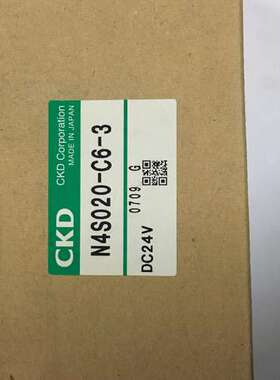 CKD
CKD Corporation
MADE IN JAPAN
N4S020-C6-3
0709 G
DC24V